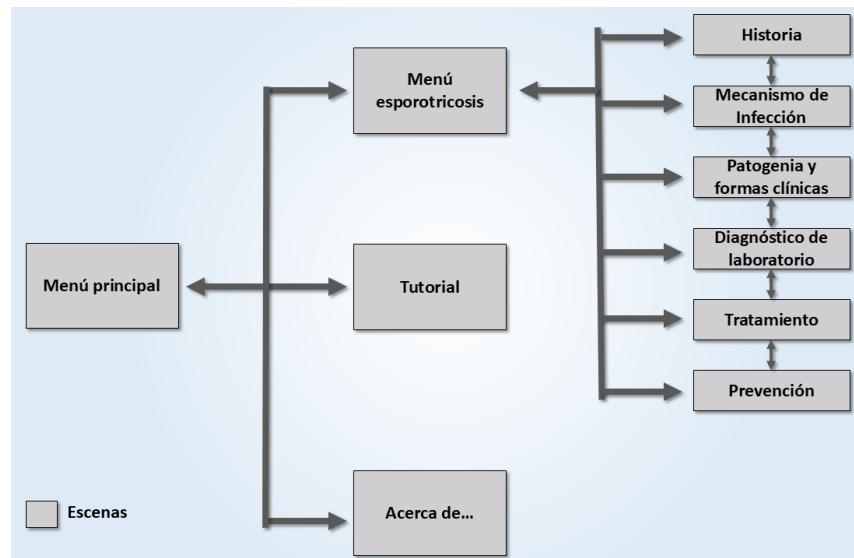 Menú principal
Menú
esporotricosis
Tutorial
Acerca de...
Historia
Mecanismo de
Infección
Patogenia y
formas clínicas
Diagnóstico de
laboratorio
Tratamiento
Prevención
Escenas